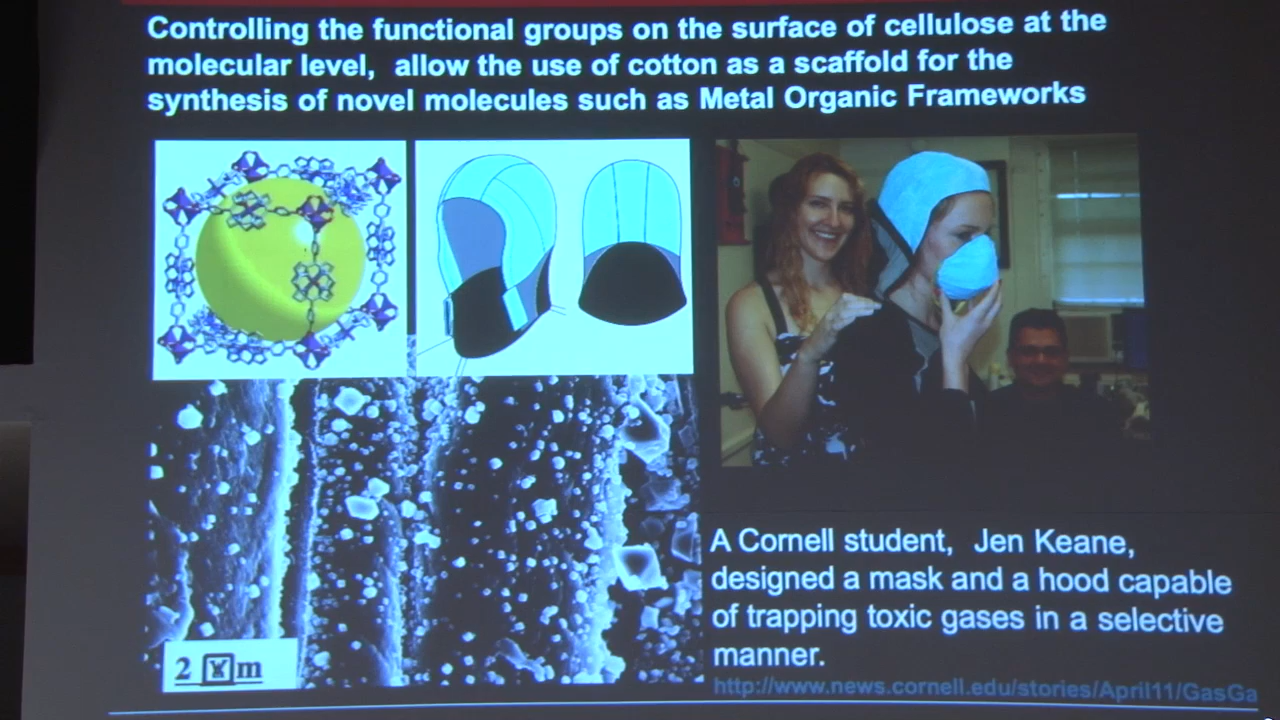 Controlling the functional groups on the surface of cellulose at the
molecular level, allow the use of cotton as a scaffold for the
synthesis of novel molecules such as Metal Organic Frameworks
2 m
A Cornell student, Jen Keane,
designed a mask and a hood capable
of trapping toxic gases in a selective
manner.
http://www.news.cornell.edu/stories/April11/GasGa